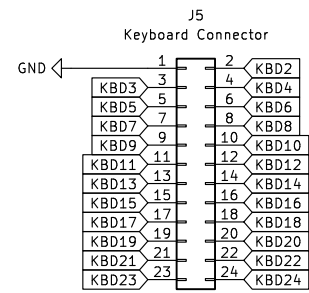 J5
Keyboard Connector
GND 1 2 KBD2
KBD3 3 4 KBD4
KBD5 5 6 KBD6
KBD7 7 8 KBD8
KBD9 9 10 KBD10
KBD11 11 12 KBD12
KBD13 13 14 KBD14
KBD15 15 16 KBD16
KBD17 17 18 KBD18
KBD19 19 20 KBD20
KBD21 21 22 KBD22
KBD23 23 24 KBD24